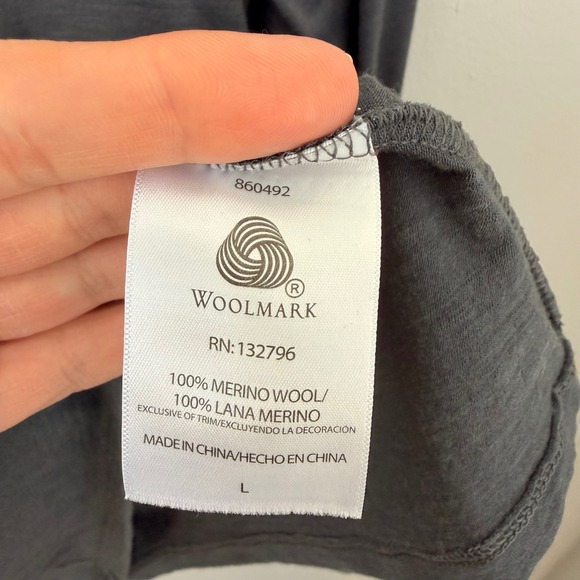 860492
®
WOOLMARK
RN:132796
100% MERINO WOOL/
100% LANA MERINO
EXCLUSIVE OF TRIM/EXCLUYENDO LA DECORACIÓN
MADE IN CHINA/HECHO EN CHINA
L